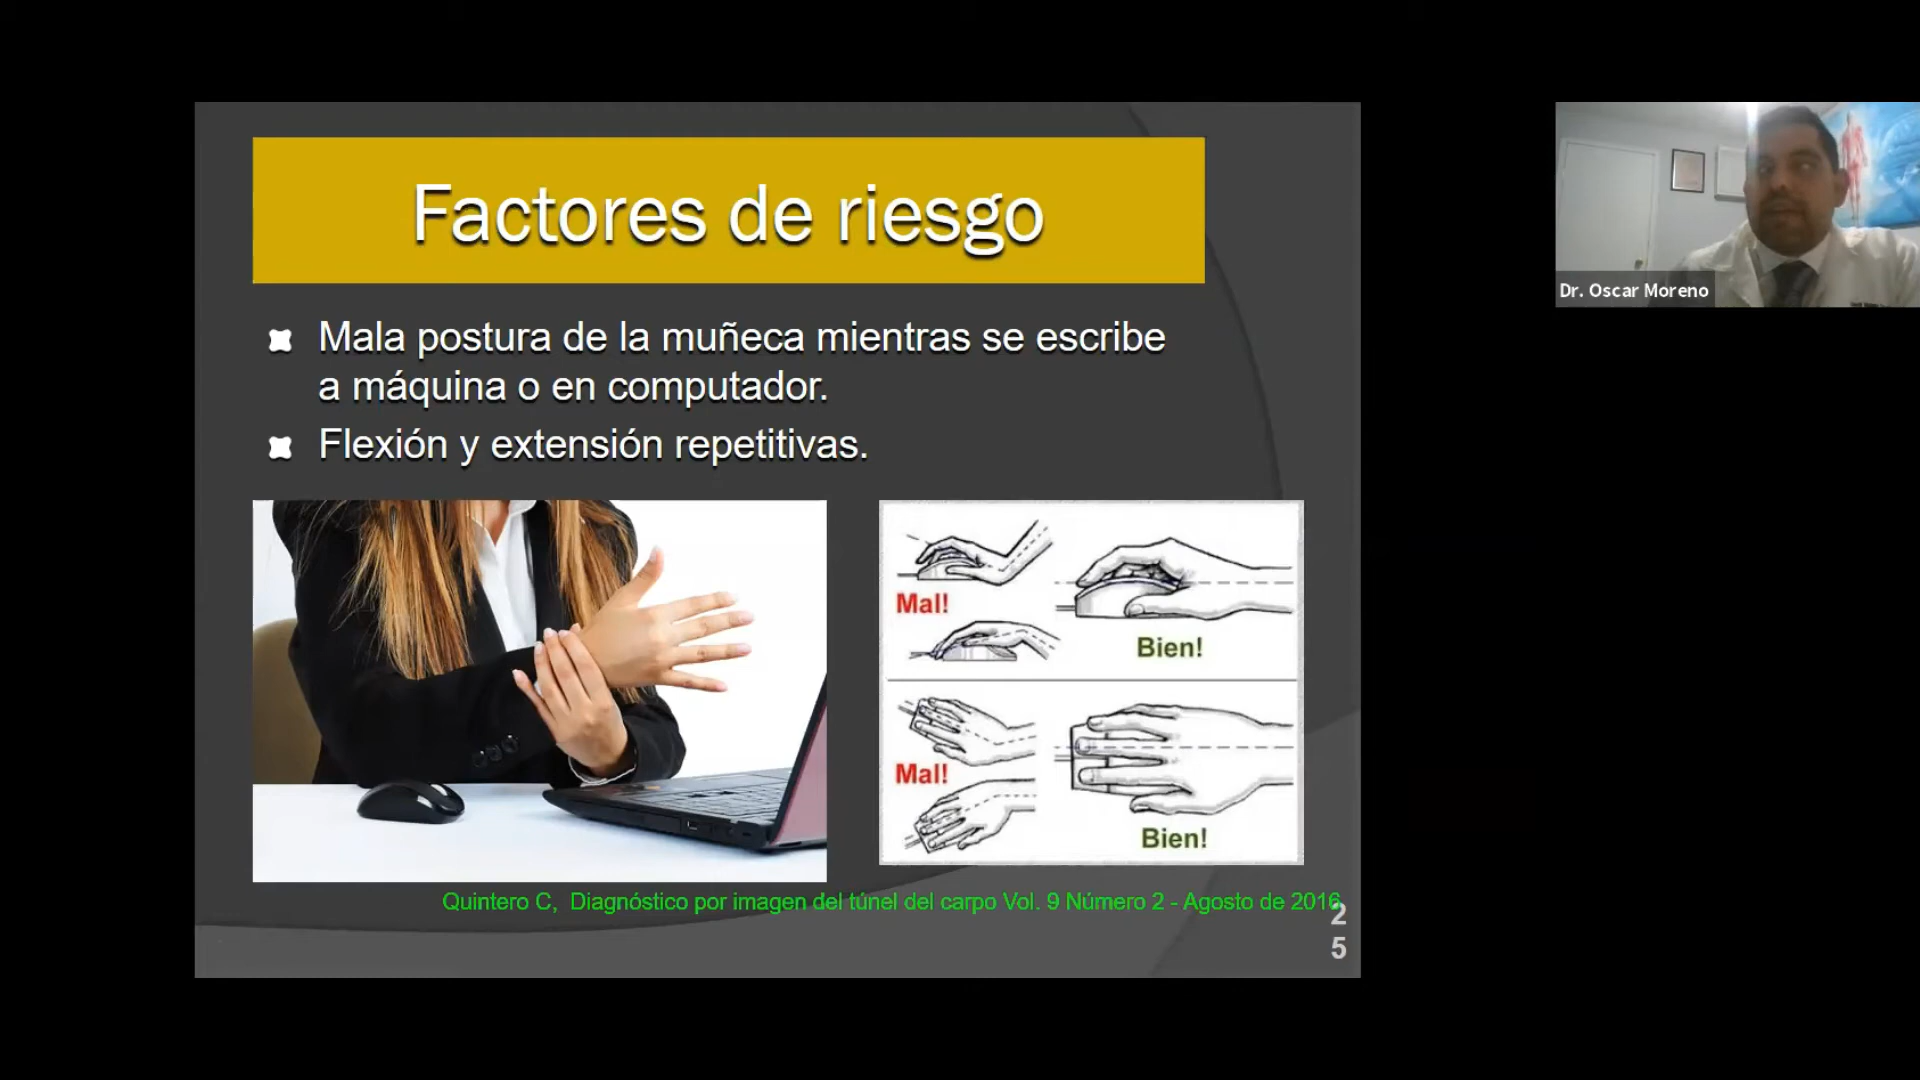 Factores de riesgo
Mala postura de la muñeca mientras se escribe
a máquina o en computador.
Flexión y extensión repetitivas.
Mal!
Bien!
Mal!
Bien!
Quintero C, Diagnóstico por imagen del túnel del carpo Vol. 9 Número 2 - Agosto de 2016
2
5
Dr. Oscar Moreno